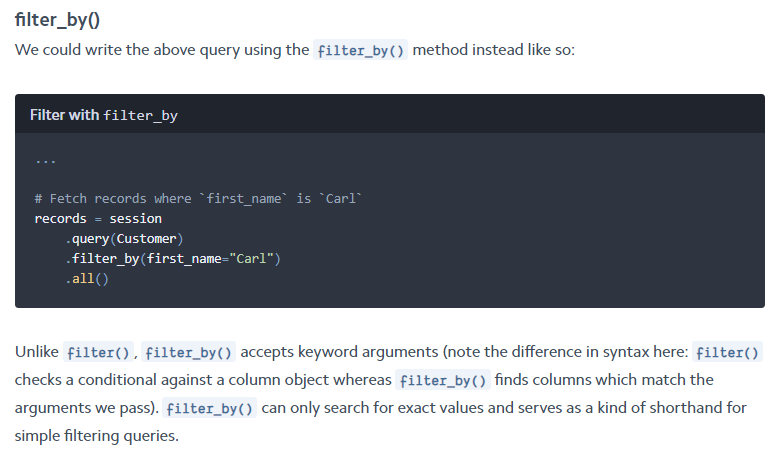 filter_by()
We could write the above query using the filter_by() method instead like so:
Filter with filter_by
...
# Fetch records where `first_name` is `Carl`
records = session
    .query(Customer)
    .filter_by(first_name="Carl")
    .all()
Unlike filter(), filter_by() accepts keyword arguments (note the difference in syntax here: filter()
checks a conditional against a column object whereas filter_by() finds columns which match the
arguments we pass). filter_by() can only search for exact values and serves as a kind of shorthand for
simple filtering queries.